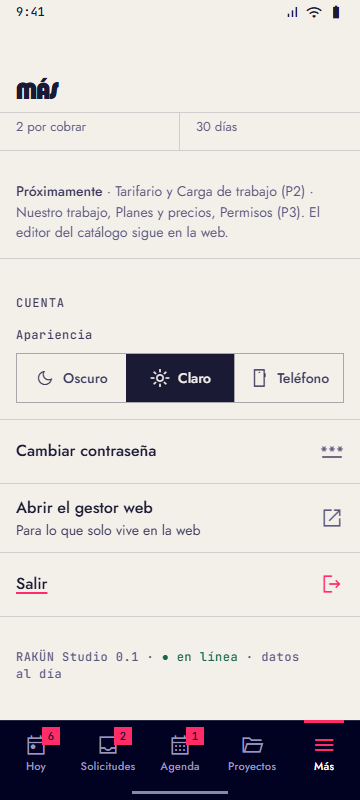 9:41
MÁS
2 por cobrar
30 días
Próximamente · Tarifario y Carga de trabajo (P2) ·
Nuestro trabajo, Planes y precios, Permisos (P3). El
editor del catálogo sigue en la web.
CUENTA
Apariencia
Oscuro
Claro
Teléfono
Cambiar contraseña
Abrir el gestor web
Para lo que solo vive en la web
Salir
RAKÜN Studio 0.1 · ● en línea · datos
al día
6
2
1
Hoy
Solicitudes
Agenda
Proyectos
Más